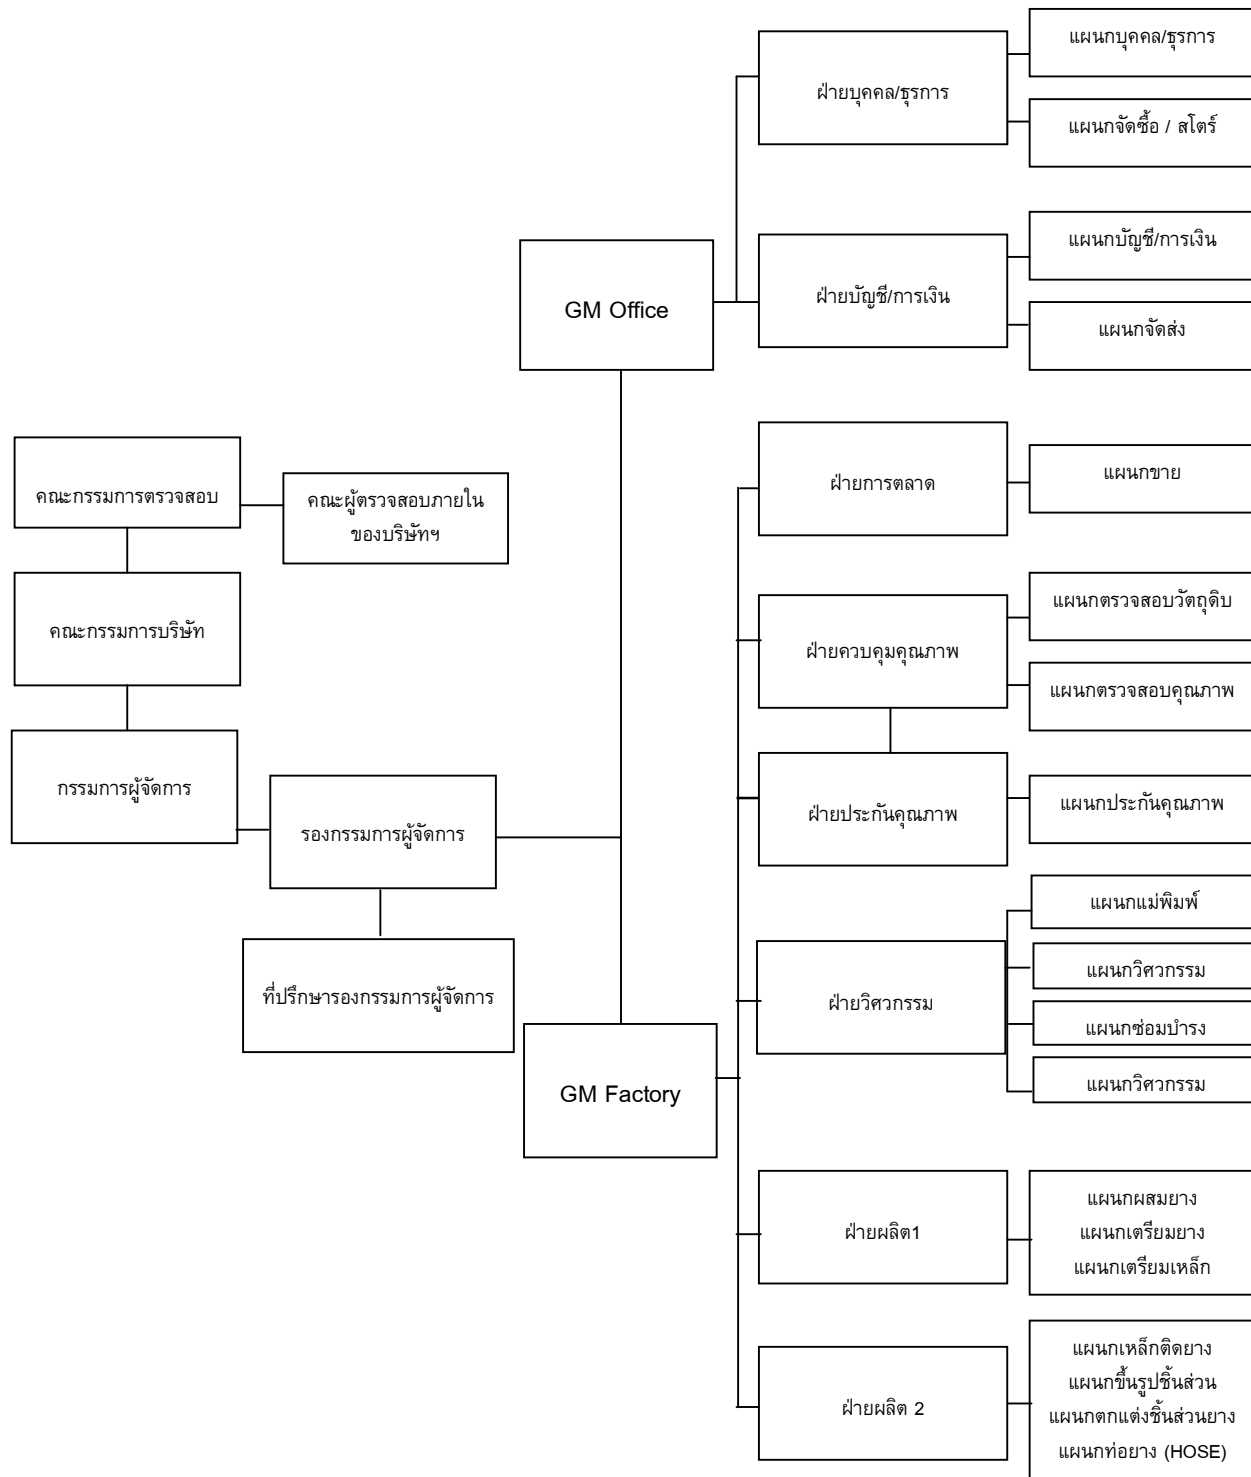 แผนกบุคคล/ธุรการ
ฝ่ายบุคคล/ธุรการ
แผนกจัดซื้อ / สโตร์
แผนกบัญชี/การเงิน
ฝ่ายบัญชี/การเงิน
GM Office
แผนกจัดส่ง
แผนกขาย
ฝ่ายการตลาด
คณะกรรมการตรวจสอบ
คณะผู้ตรวจสอบภายใน
ของบริษัทฯ
แผนกตรวจสอบวัตถุดิบ
คณะกรรมการบริษัท
ฝ่ายควบคุมคุณภาพ
แผนกตรวจสอบคุณภาพ
กรรมการผู้จัดการ
แผนกประกันคุณภาพ
ฝ่ายประกันคุณภาพ
รองกรรมการผู้จัดการ
แผนกแม่พิมพ์
แผนกวิศวกรรม
ที่ปรึกษารองกรรมการผู้จัดการ
ฝ่ายวิศวกรรม
แผนกซ่อมบำรง
แผนกวิศวกรรม
GM Factory
แผนกผสมยาง
ฝ่ายผลิต1
แผนกเตรียมยาง
แผนกเตรียมเหล็ก
แผนกเหล็กติดยาง
แผนกขึ้นรูปชิ้นส่วน
ฝ่ายผลิต 2
แผนกตกแต่งชิ้นส่วนยาง
แผนกท่อยาง (HOSE)